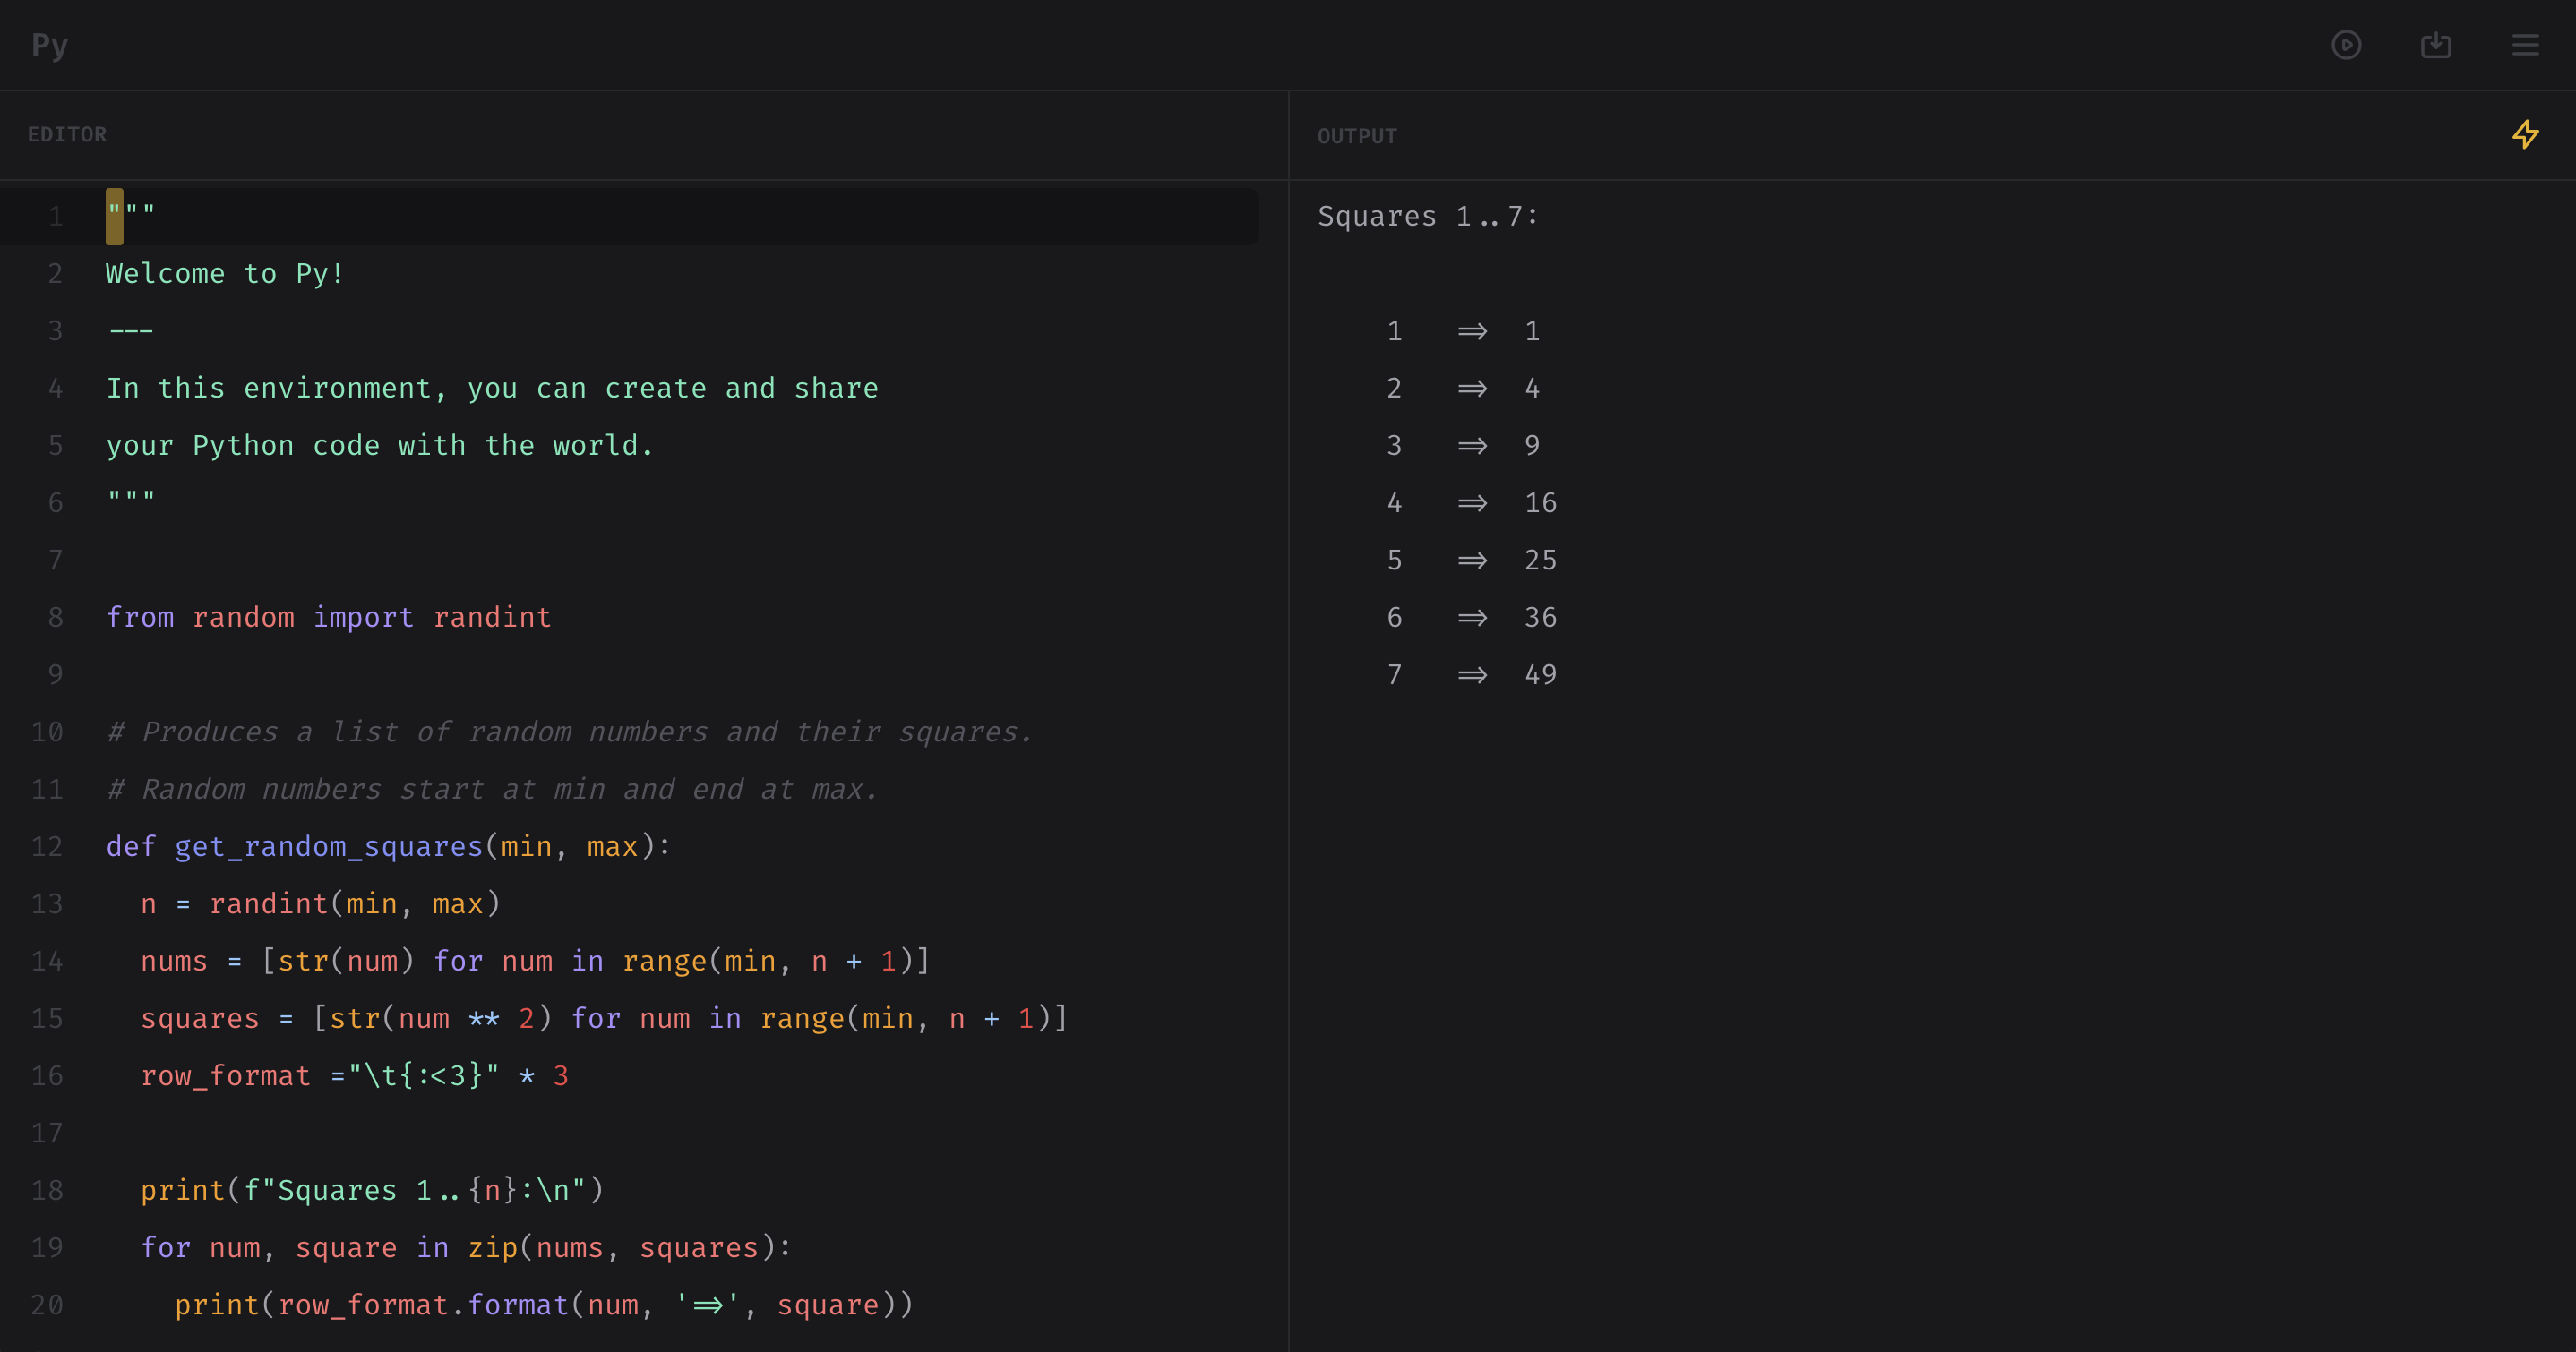 Py
EDITOR
1 """
2 Welcome to Py!
3 ---
4 In this environment, you can create and share
5 your Python code with the world.
6 """
7
8 from random import randint
9
10 # Produces a list of random numbers and their squares.
11 # Random numbers start at min and end at max.
12 def get_random_squares(min, max):
13   n = randint(min, max)
14   nums = [str(num) for num in range(min, n + 1)]
15   squares = [str(num ** 2) for num in range(min, n + 1)]
16   row_format ="\t{:<3}" * 3
17
18   print(f"Squares 1..{n}:\n")
19   for num, square in zip(nums, squares):
20     print(row_format.format(num, '=>', square))
OUTPUT
Squares 1..7:
1 => 1
2 => 4
3 => 9
4 => 16
5 => 25
6 => 36
7 => 49